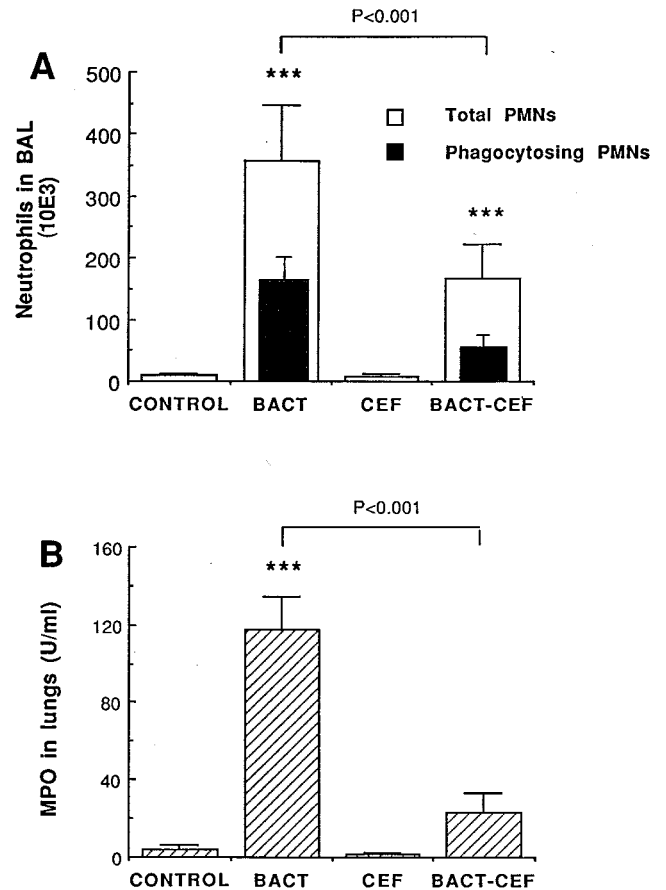 P<0.001
A
***
500
400
300
200
100
0
Neutrophils in BAL
(10E3)
Total PMNs
Phagocytosing PMNs
***
CONTROL BACT CEF BACT-CEF
P<0.001
B
***
160
120
80
40
0
MPO in lungs (U/ml)
CONTROL BACT CEF BACT-CEF